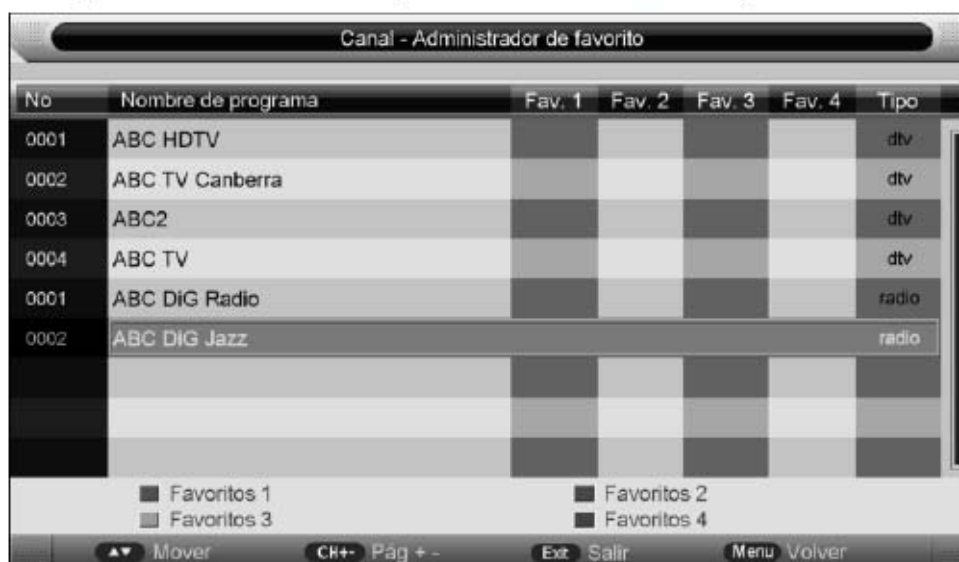 Canal - Administrador de favorito
No Nombre de programa Fav. 1 Fav. 2 Fav. 3 Fav. 4 Tipo
0001 ABC HDTV dtv
0002 ABC TV Canberra dtv
0003 ABC2 dtv
0004 ABC TV dtv
0001 ABC DiG Radio radio
0002 ABC DIG Jazz radio
Favoritos 1 Favoritos 2
Favoritos 3 Favoritos 4
Mover CH+- Pág + - Exit Salir Menu Volver